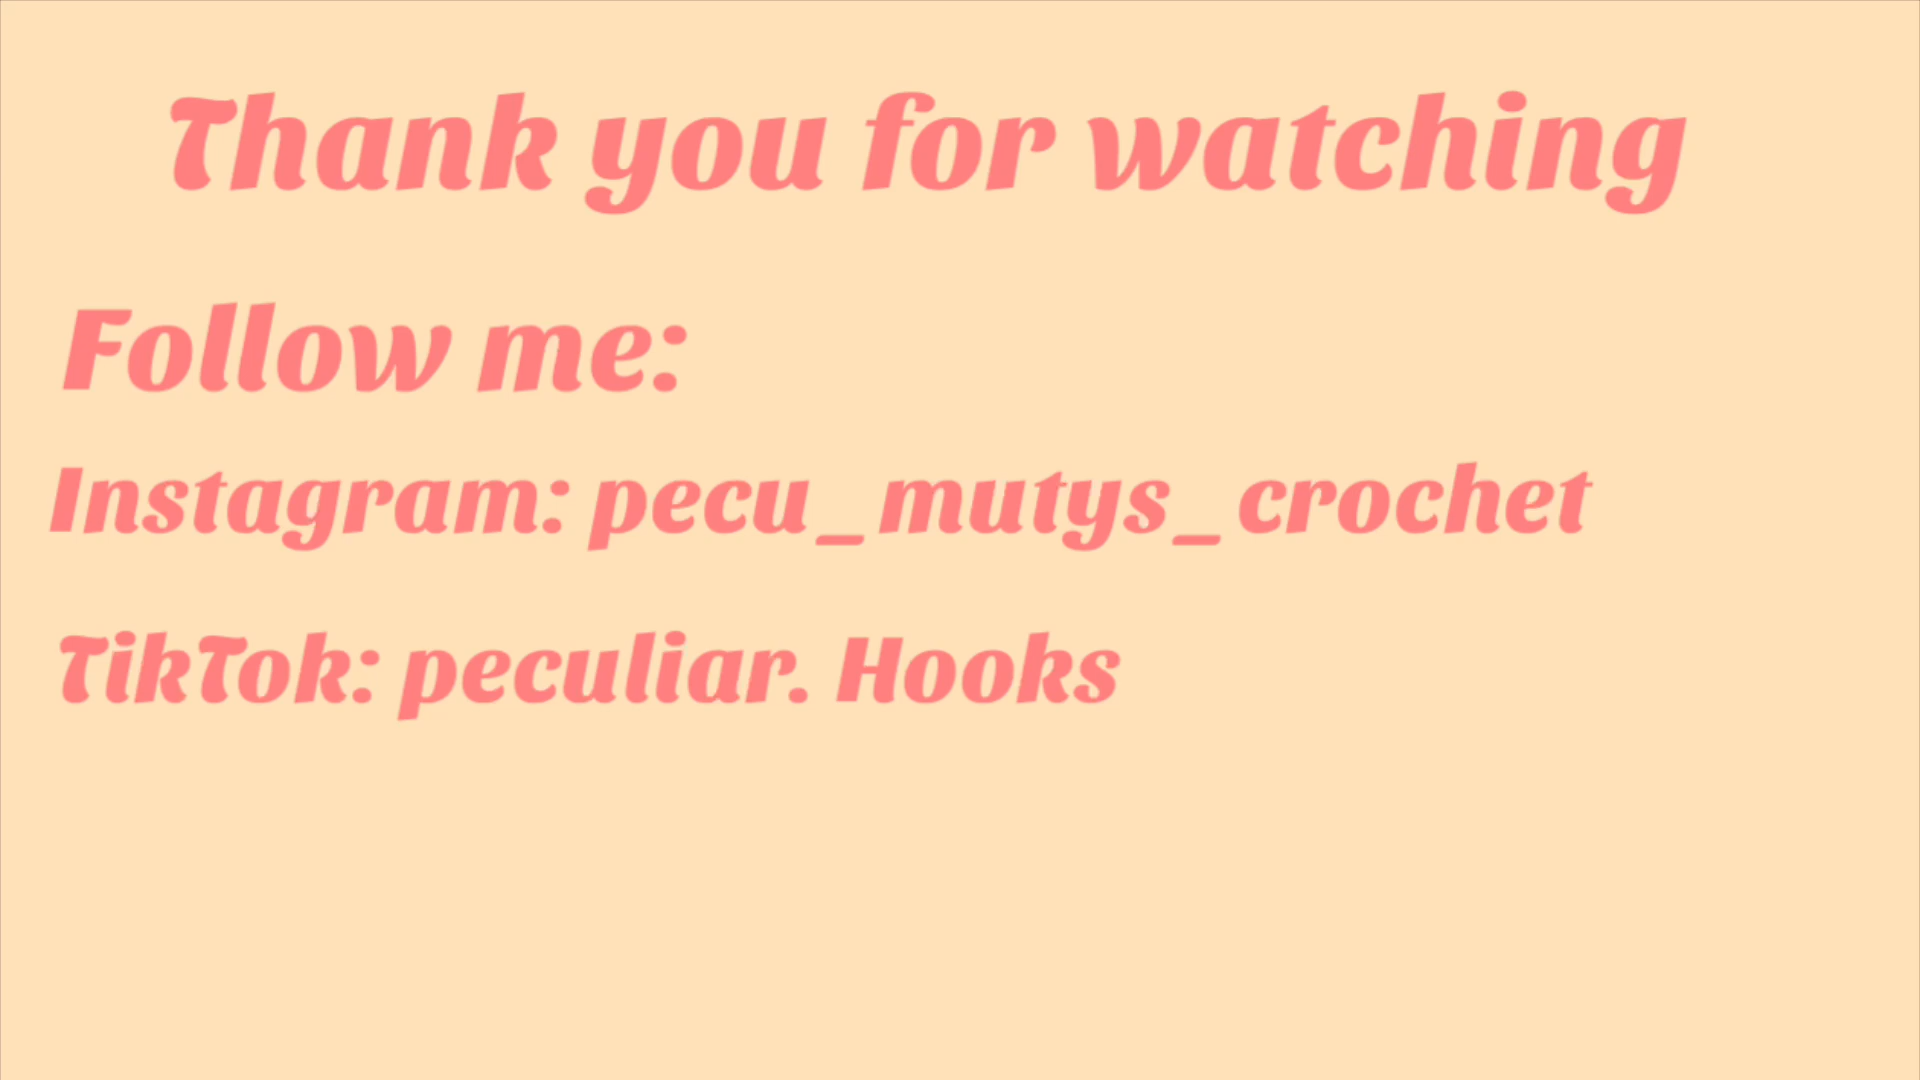 Thank you for watching
Follow me:
Instagram: pecu_mutys_crochet
TikTok: peculiar. Hooks